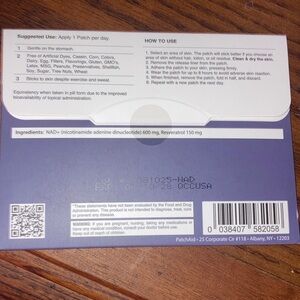 Suggested Use: Apply 1 Patch per day.
1 Gentle on the stomach.
2 Free of Artificial Dyes, Casein, Corn, Cobra,
Dairy, Egg, Fillers, Flavorings, Gluten, GMO's,
Latex, MSG, Peanuts, Preservatives, Shellfish,
Soy, Sugar, Tree Nuts, Wheat.
3 Sticks to skin despite exercise and sweat.
Equivalency when taken in pill form due to the improved
bioavailability of topical administration.
HOW TO USE
1. Select an area of skin. The patch will stick better if you choose an
area of skin without hair, lotion, or oil residue. Clean & dry the skin.
2. Remove the release liner from the patch.
3. Adhere the patch to your skin, pressing firmly.
4. Wear the patch for up to 8 hours to avoid adverse skin reaction
5. When finished, remove patch and discard.
6. Repeat with a new patch the next day.
Ingredients: NAD+ (nicotinamide adenine dinucleotide) 600 mg, Resveratrol 150 mg
1025-NAD
28 OCCUSA
*These statements have not been evaluated by the Food and Drug
Administration. This product is not intended to diagnose, treat, cure, or
prevent any disease.
Warning: If you are pregnant, nursing, taking any medications or
have any medical condition, consult your physician before use.
Keep out of reach of children.
0 038407 582058
PatchAid • 25 Corporate Cir #118 • Albany, NY • 12203